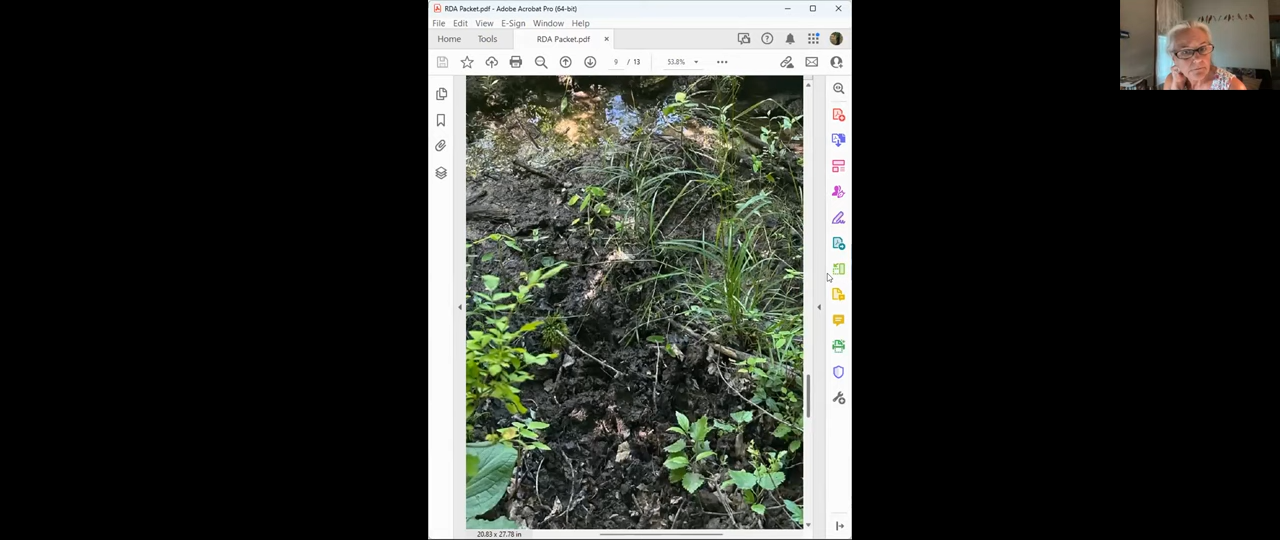 RDA Packet.pdf - Adobe Acrobat Pro (64-bit)
File Edit View E-Sign Window Help
Home Tools RDA Packet.pdf
9 / 13 53.8%
20.83 x 27.78 in